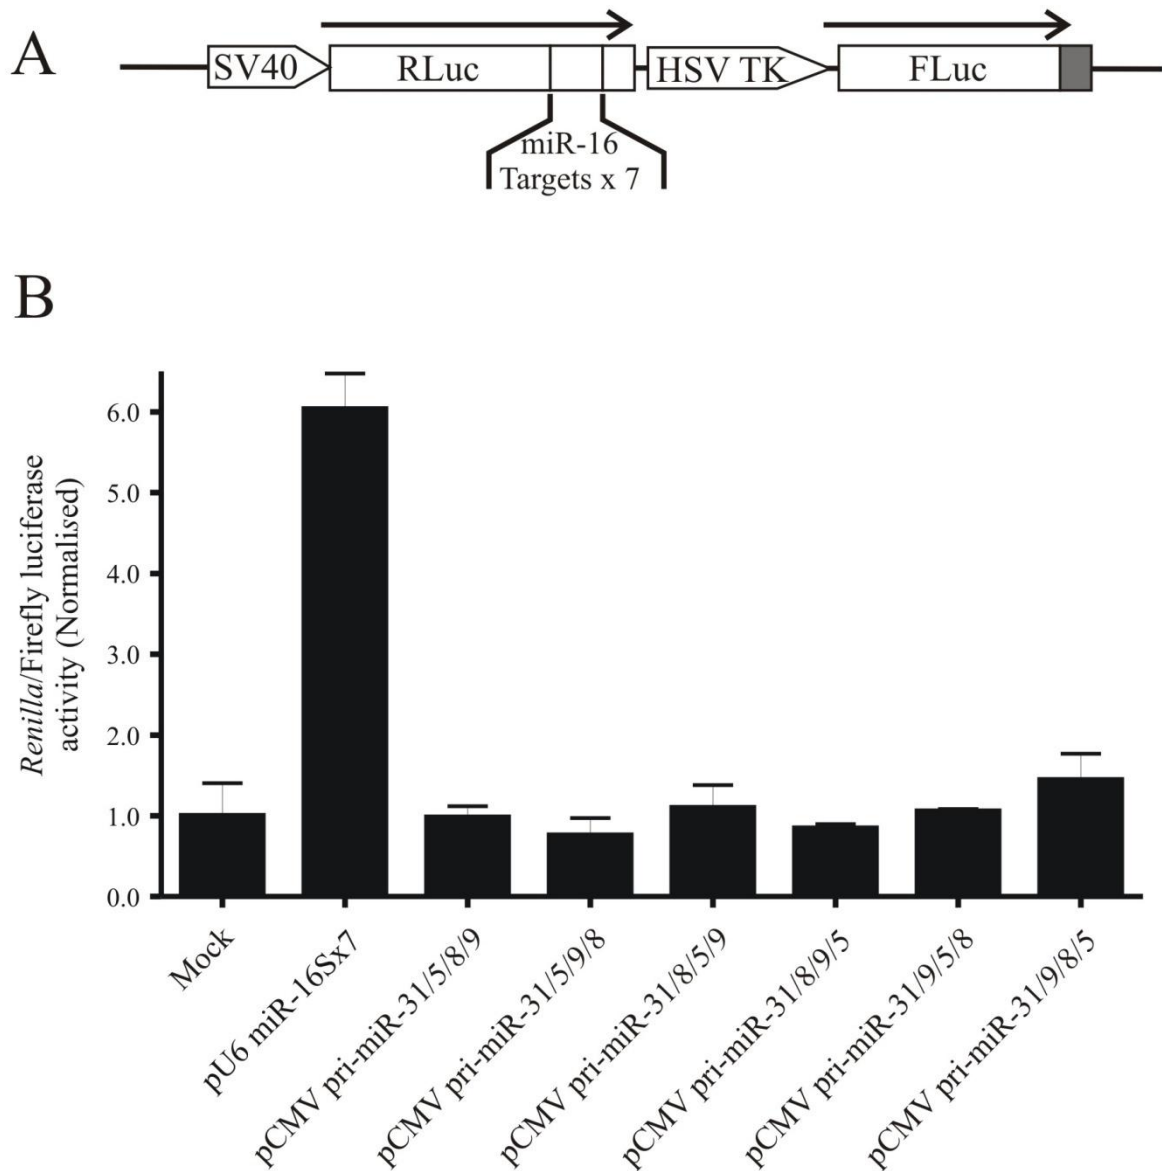 A
SV40
RLuc
HSV TK
FLuc
miR-16
Targets x 7
B
Renilla/Firefly luciferase
activity (Normalised)
6.0
5.0
4.0
3.0
2.0
1.0
0.0
Mock
pU6 miR-16Sx7
pCMV pri-miR-31/5/8/9
pCMV pri-miR-31/5/9/8
pCMV pri-miR-31/8/5/9
pCMV pri-miR-31/8/9/5
pCMV pri-miR-31/9/5/8
pCMV pri-miR-31/9/8/5